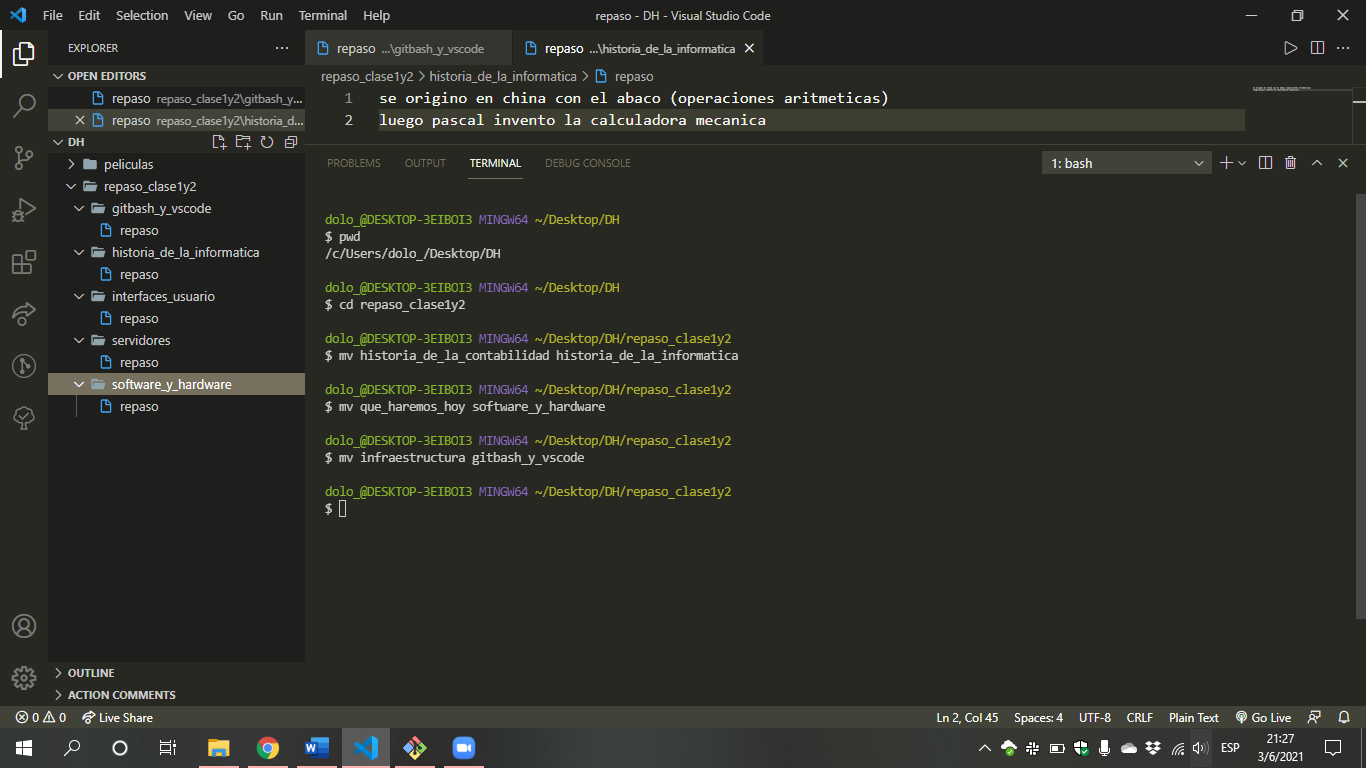 File Edit Selection View Go Run Terminal Help
repaso - DH - Visual Studio Code
EXPLORER
OPEN EDITORS
repaso repaso_clase1y2\gitbash_y...
repaso repaso_clase1y2\historia_d...
DH
peliculas
repaso_clase1y2
gitbash_y_vscode
repaso
historia_de_la_informatica
repaso
interfaces_usuario
repaso
servidores
repaso
software_y_hardware
repaso
OUTLINE
ACTION COMMENTS
repaso ...\gitbash_y_vscode
repaso ...\historia_de_la_informatica
repaso_clase1y2 > historia_de_la_informatica > repaso
1 se origino en china con el abaco (operaciones aritmeticas)
2 luego pascal invento la calculadora mecanica
PROBLEMS OUTPUT TERMINAL DEBUG CONSOLE
1: bash
dolo_@DESKTOP-3EIBOI3 MINGW64 ~/Desktop/DH
$ pwd
/c/Users/dolo_/Desktop/DH
dolo_@DESKTOP-3EIBOI3 MINGW64 ~/Desktop/DH
$ cd repaso_clase1y2
dolo_@DESKTOP-3EIBOI3 MINGW64 ~/Desktop/DH/repaso_clase1y2
$ mv historia_de_la_contabilidad historia_de_la_informatica
dolo_@DESKTOP-3EIBOI3 MINGW64 ~/Desktop/DH/repaso_clase1y2
$ mv que_haremos_hoy software_y_hardware
dolo_@DESKTOP-3EIBOI3 MINGW64 ~/Desktop/DH/repaso_clase1y2
$ mv infraestructura gitbash_y_vscode
dolo_@DESKTOP-3EIBOI3 MINGW64 ~/Desktop/DH/repaso_clase1y2
$
0 0 Live Share
Ln 2, Col 45 Spaces: 4 UTF-8 CRLF Plain Text Go Live
ESP
21:27
3/6/2021